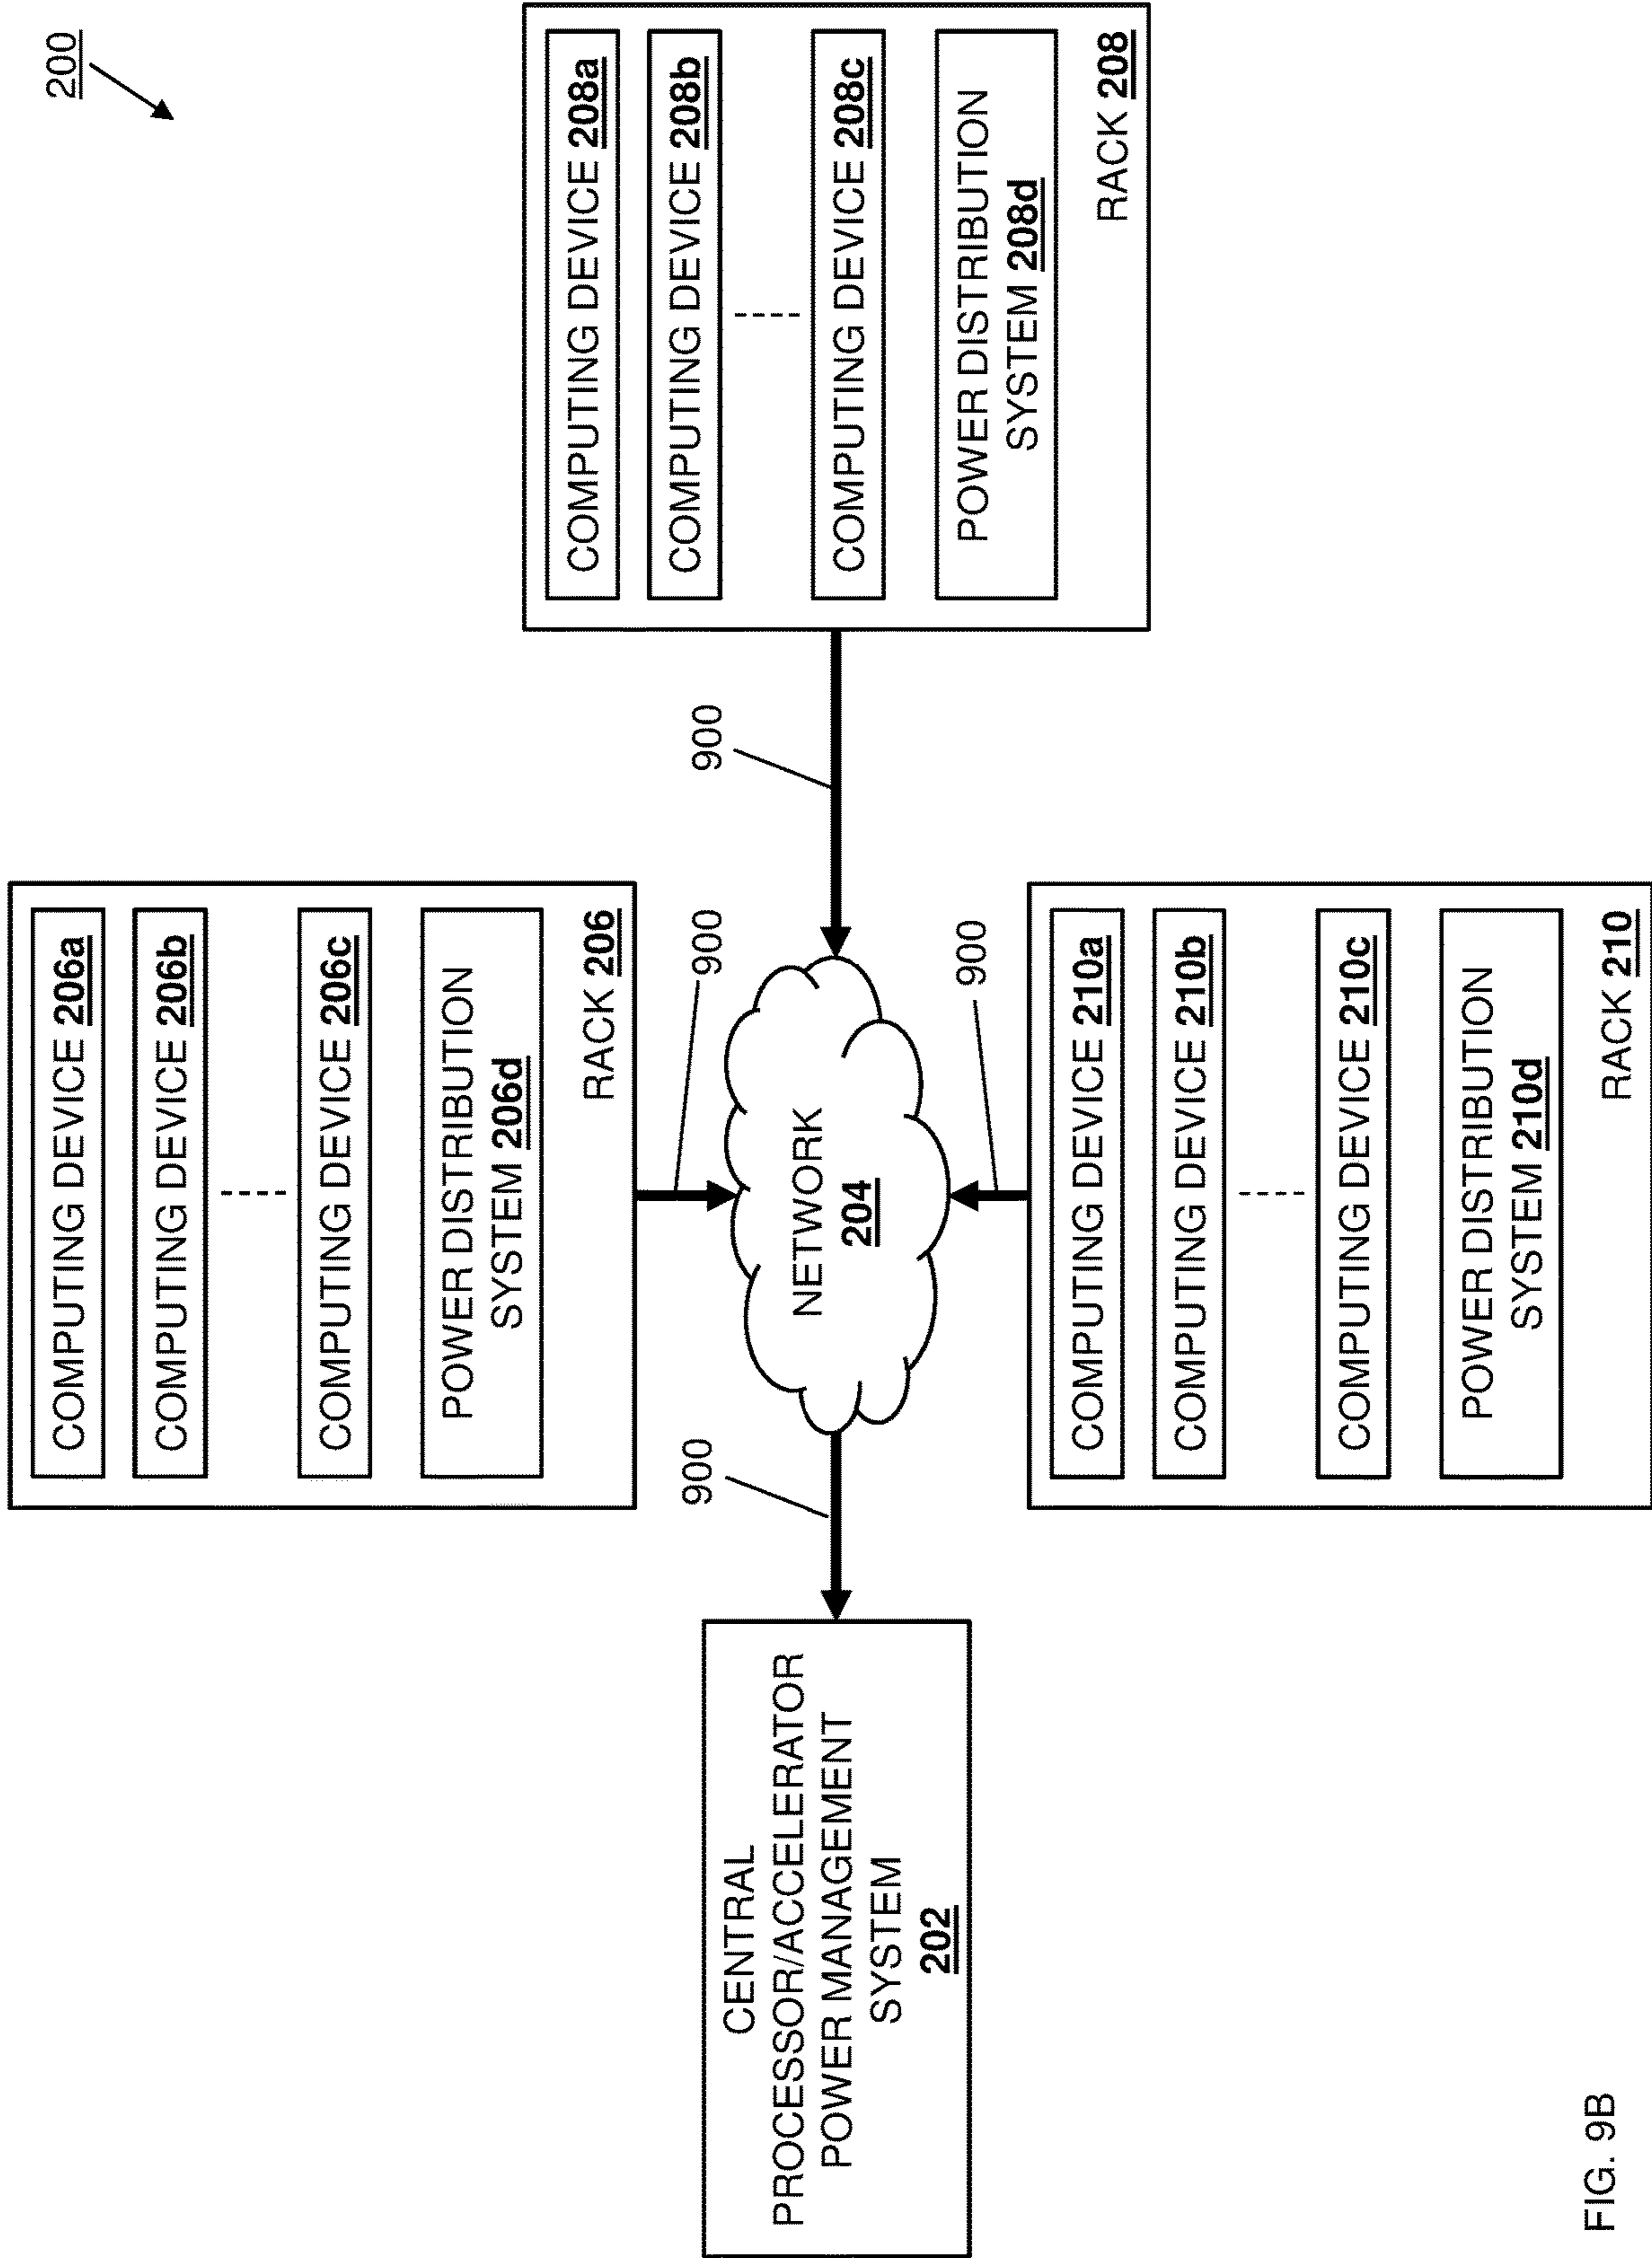 200
COMPUTING DEVICE 206a
COMPUTING DEVICE 206b
COMPUTING DEVICE 206c
POWER DISTRIBUTION
SYSTEM 206d
RACK 206
900
CENTRAL
PROCESSOR/ACCELERATOR
POWER MANAGEMENT
SYSTEM
202
900
NETWORK
204
900
COMPUTING DEVICE 208a
COMPUTING DEVICE 208b
COMPUTING DEVICE 208c
POWER DISTRIBUTION
SYSTEM 208d
RACK 208
900
COMPUTING DEVICE 210a
COMPUTING DEVICE 210b
COMPUTING DEVICE 210c
POWER DISTRIBUTION
SYSTEM 210d
RACK 210
FIG. 9B